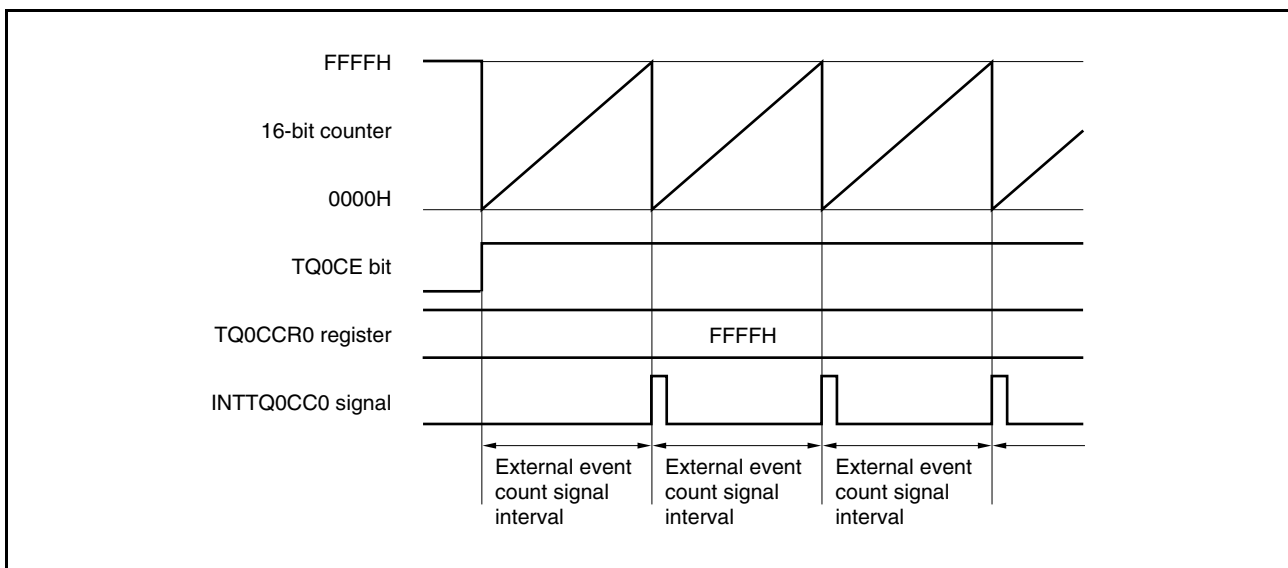 FFFFH
16-bit counter
0000H
TQ0CE bit
TQ0CCR0 register
FFFFH
INTTQ0CC0 signal
External event
count signal
interval
External event
count signal
interval
External event
count signal
interval